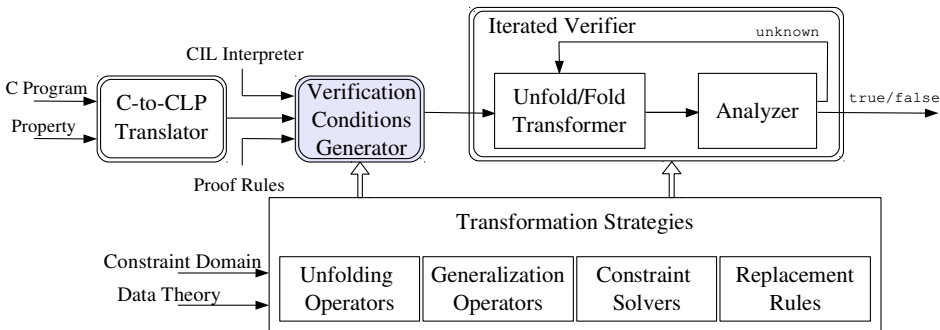 Iterated Verifier
unknown
CIL Interpreter
C Program
Property
C-to-CLP
Translator
Verification
Conditions
Generator
Unfold/Fold
Transformer
Analyzer
true/false
Proof Rules
Transformation Strategies
Constraint Domain
Data Theory
Unfolding
Operators
Generalization
Operators
Constraint
Solvers
Replacement
Rules